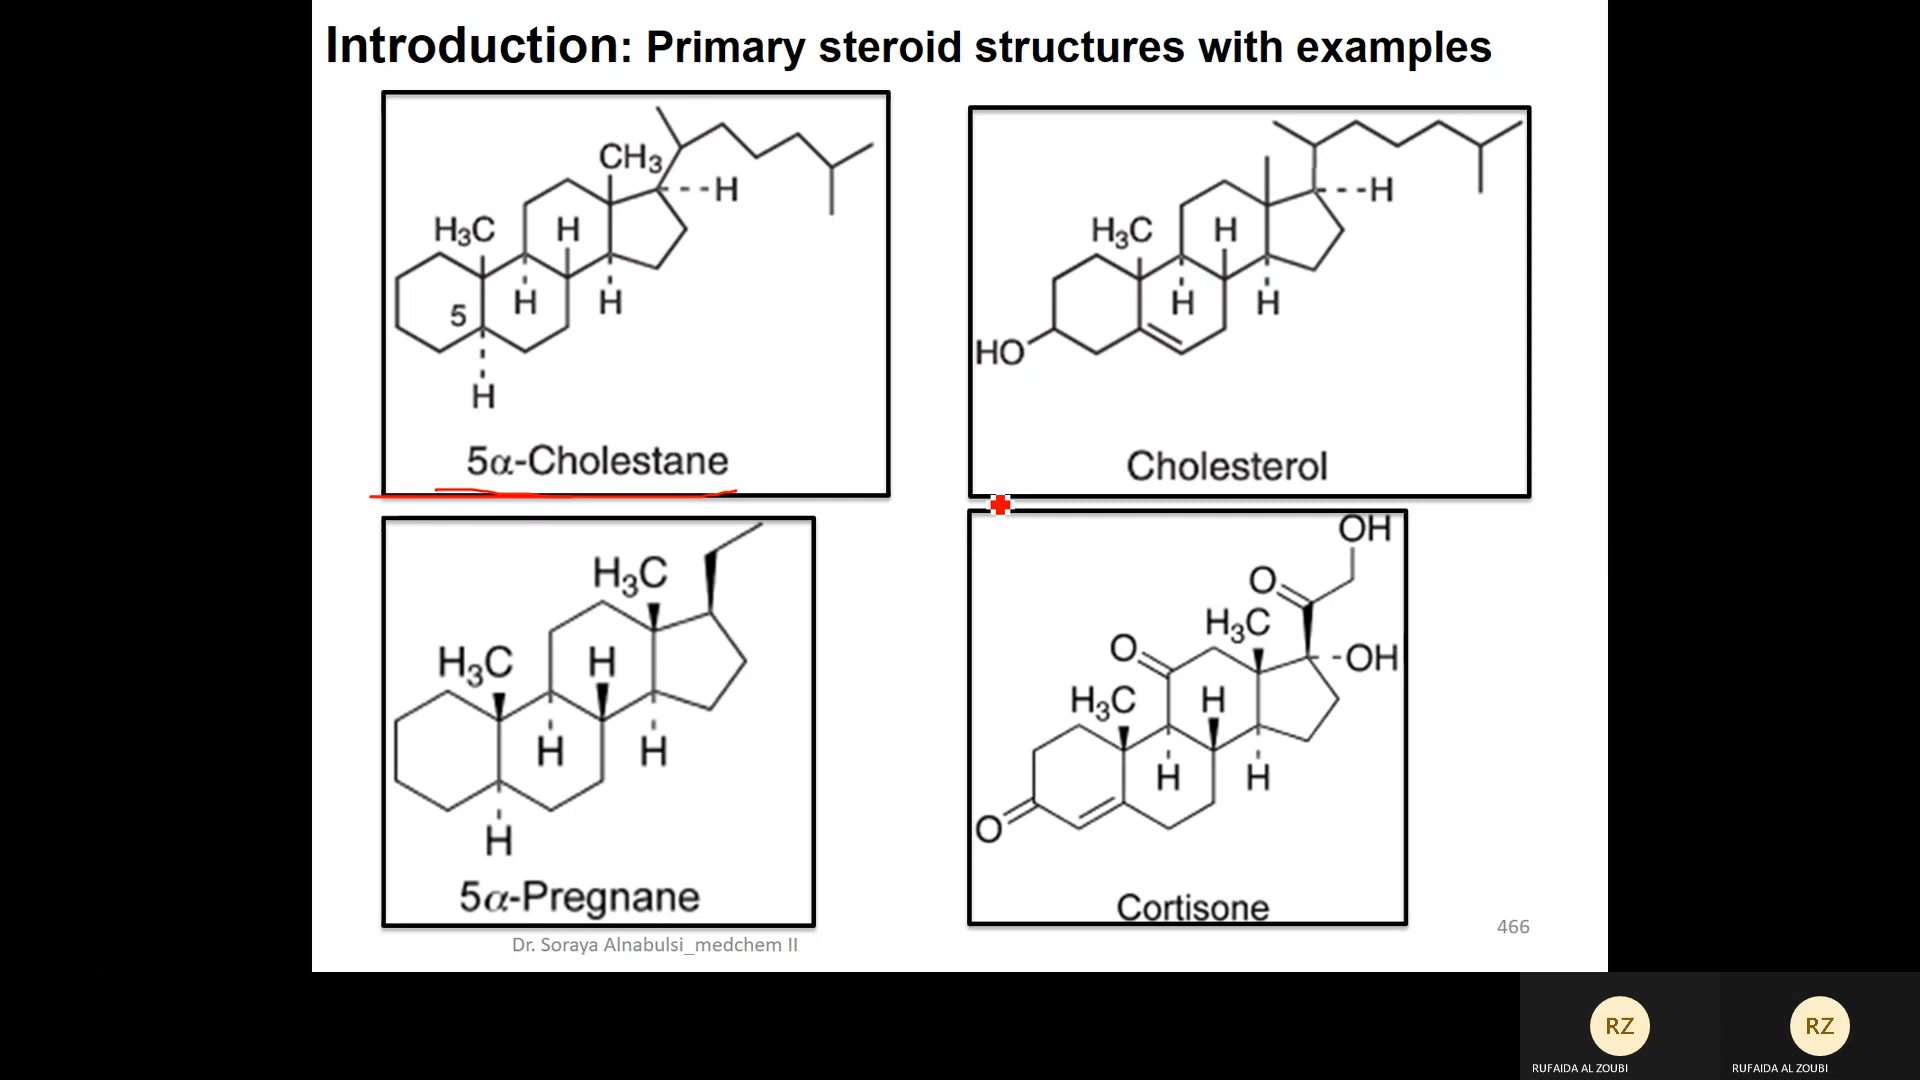 Introduction: Primary steroid structures with examples
CH3
H
H3C
H
5
H
H
H
5α-Cholestane
H
H3C
H
H
H
HO
Cholesterol
H3C
H3C
H
H
H
H
5α-Pregnane
OH
O
H3C
O
-OH
H3C
H
H
H
O
Cortisone
Dr. Soraya Alnabulsi_medchem II
466
RZ
RZ
RUFAIDA AL ZOUBI
RUFAIDA AL ZOUBI